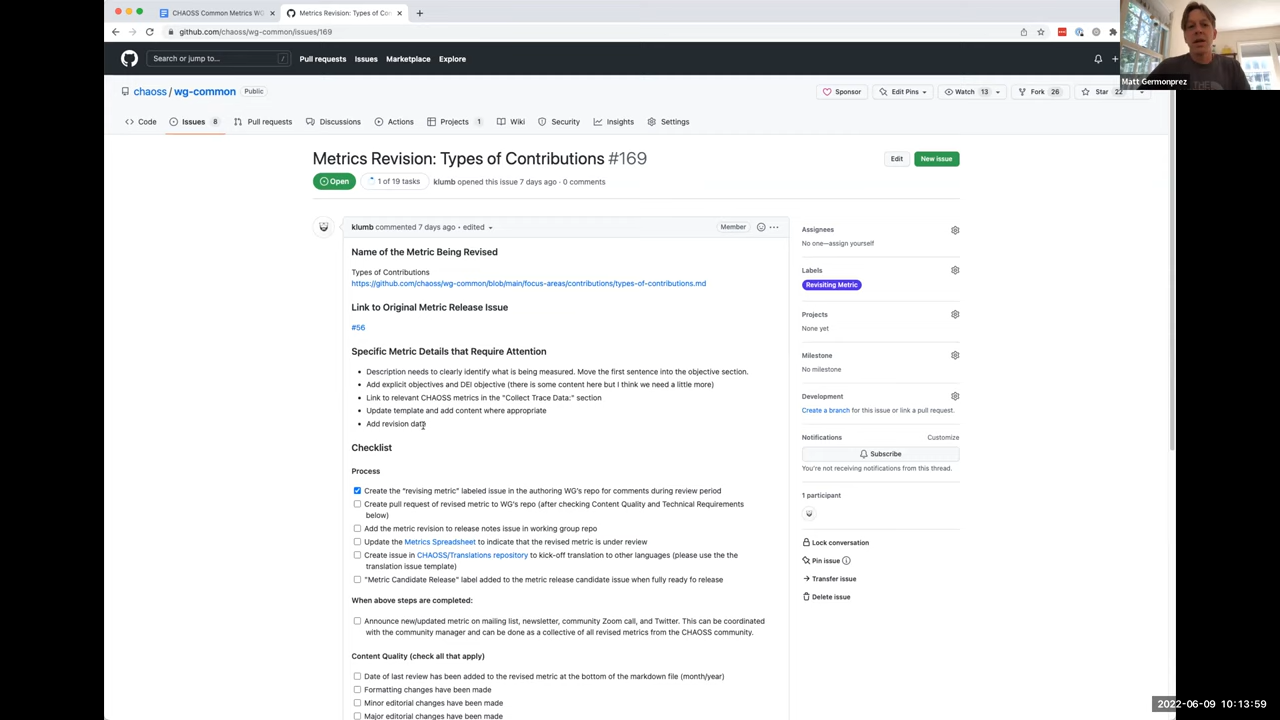 CHAOSS Common Metrics WG
Metrics Revision: Types of Con
github.com/chaoss/wg-common/issues/169
Matt Germonprez
Search or jump to...
/
Pull requests
Issues
Marketplace
Explore
chaoss / wg-common
Public
Sponsor
Edit Pins
Watch 13
Fork 26
Star 22
Code
Issues 8
Pull requests
Discussions
Actions
Projects 1
Wiki
Security
Insights
Settings
Metrics Revision: Types of Contributions #169
Edit
New issue
Open
1 of 19 tasks
klumb opened this issue 7 days ago · 0 comments
klumb commented 7 days ago • edited
Member
Name of the Metric Being Revised
Types of Contributions
https://github.com/chaoss/wg-common/blob/main/focus-areas/contributions/types-of-contributions.md
Link to Original Metric Release Issue
#56
Specific Metric Details that Require Attention
• Description needs to clearly identify what is being measured. Move the first sentence into the objective section.
• Add explicit objectives and DEI objective (there is some content here but I think we need a little more)
• Link to relevant CHAOSS metrics in the "Collect Trace Data:" section
• Update template and add content where appropriate
• Add revision date
Checklist
Process
Create the "revising metric" labeled issue in the authoring WG's repo for comments during review period
Create pull request of revised metric to WG's repo (after checking Content Quality and Technical Requirements
below)
Add the metric revision to release notes issue in working group repo
Update the Metrics Spreadsheet to indicate that the revised metric is under review
Create issue in CHAOSS/Translations repository to kick-off translation to other languages (please use the the
translation issue template)
"Metric Candidate Release" label added to the metric release candidate issue when fully ready fo release
When above steps are completed:
Announce new/updated metric on mailing list, newsletter, community Zoom call, and Twitter. This can be coordinated
with the community manager and can be done as a collective of all revised metrics from the CHAOSS community.
Content Quality (check all that apply)
Date of last review has been added to the revised metric at the bottom of the markdown file (month/year)
Formatting changes have been made
Minor editorial changes have been made
Major editorial changes have been made
Assignees
No one—assign yourself
Labels
Revisiting Metric
Projects
None yet
Milestone
No milestone
Development
Create a branch for this issue or link a pull request.
Notifications
Customize
Subscribe
You're not receiving notifications from this thread.
1 participant
Lock conversation
Pin issue
Transfer issue
Delete issue
2022-06-09 10:13:59